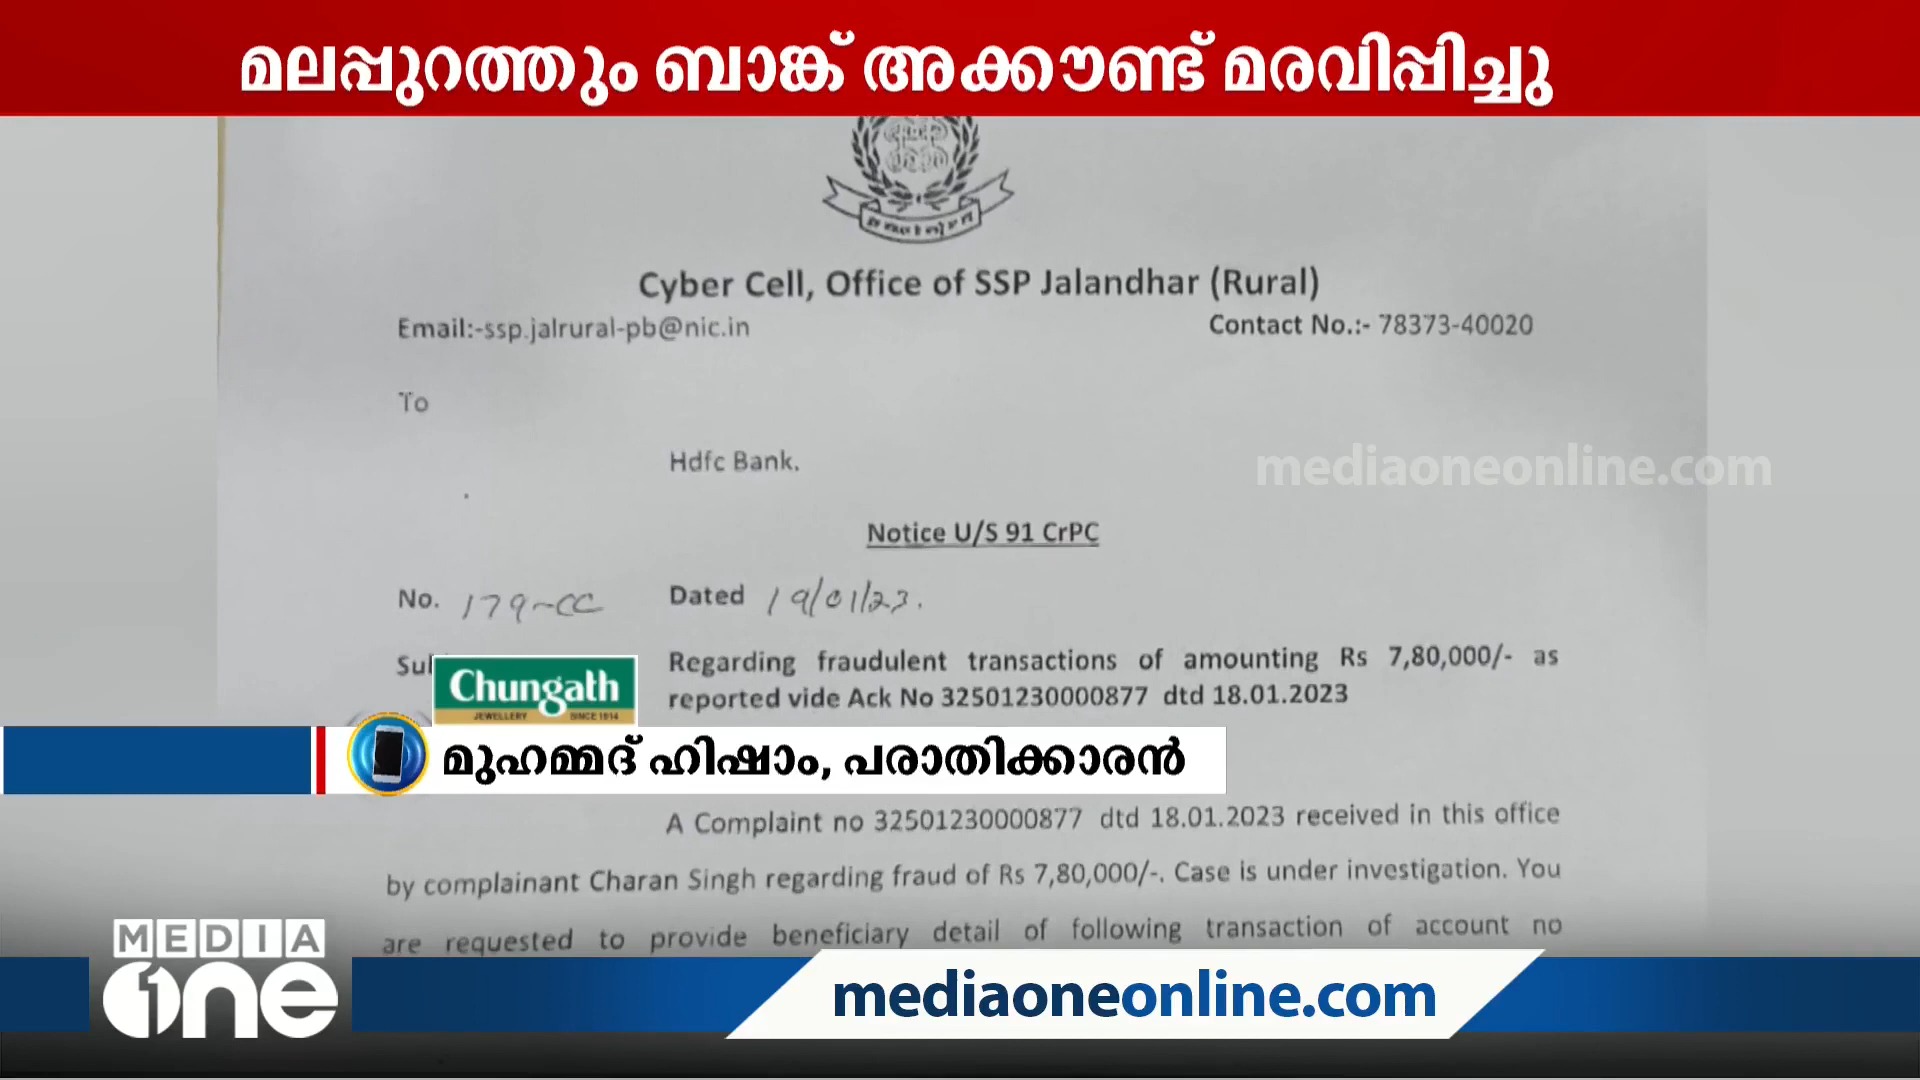 മലപ്പുറത്തും ബാങ്ക് അക്കൗണ്ട് മരവിപ്പിച്ചു
Cyber Cell, Office of SSP Jalandhar (Rural)
Email:-ssp.jalrural-pb@nic.in Contact No.:- 78373-40020
To
Hdfc Bank.
mediaoneonline.com
Notice U/S 91 CrPC
No. 179-CC Dated 19/01/23.
Regarding fraudulent transactions of amounting Rs 7,80,000/- as
reported vide Ack No 32501230000877 dtd 18.01.2023
Chungath
JEWELLERY SINCE 1914
മുഹമ്മദ് ഹിഷാം, പരാതിക്കാരൻ
A Complaint no 32501230000877 dtd 18.01.2023 received in this office
by complainant Charan Singh regarding fraud of Rs 7,80,000/-. Case is under investigation. You
are requested to provide beneficiary detail of following transaction of account no
MEDIA
one
mediaoneonline.com